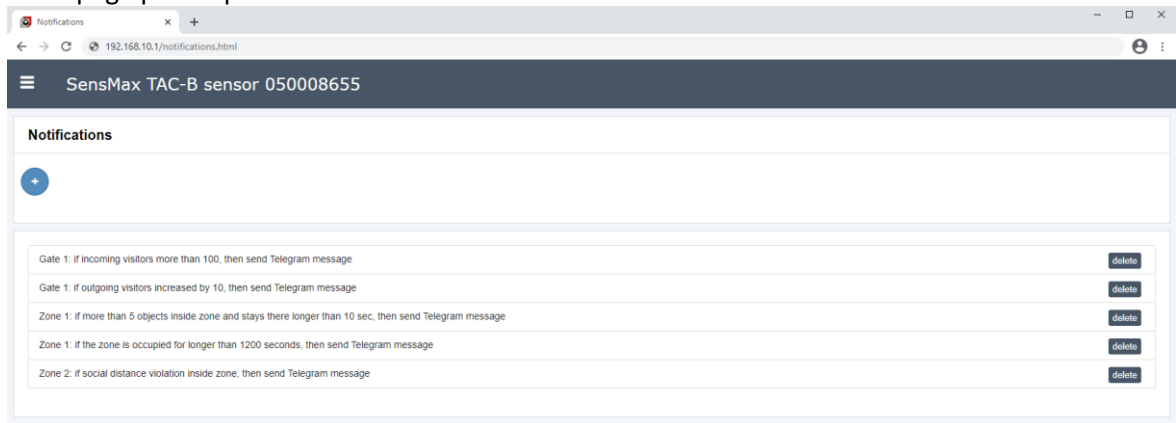 Notifications
192.168.10.1/notifications.html
SensMax TAC-B sensor 050008655
Notifications
+
Gate 1: if incoming visitors more than 100, then send Telegram message delete
Gate 1: if outgoing visitors increased by 10, then send Telegram message delete
Zone 1: if more than 5 objects inside zone and stays there longer than 10 sec, then send Telegram message delete
Zone 1: if the zone is occupied for longer than 1200 seconds, then send Telegram message delete
Zone 2: if social distance violation inside zone, then send Telegram message delete